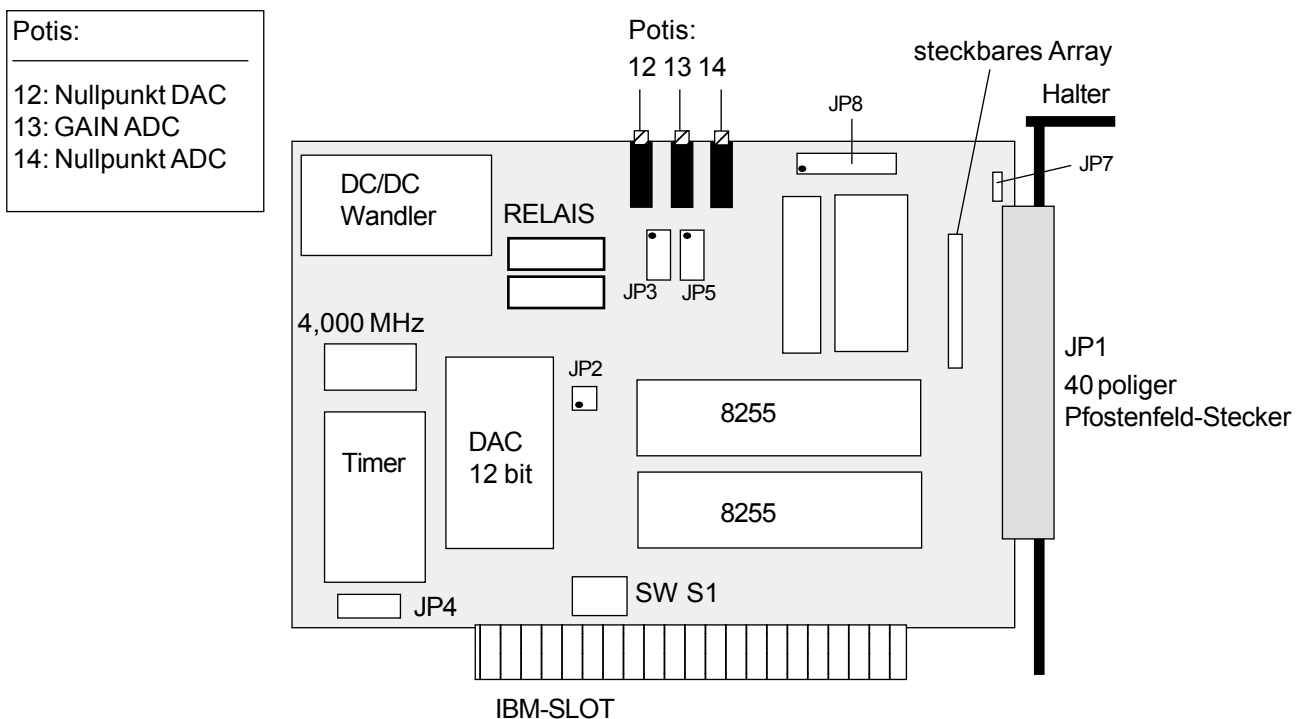 Potis:
12: Nullpunkt DAC
13: GAIN ADC
14: Nullpunkt ADC
Potis:
12 13 14
steckbares Array
Halter
JP8
JP7
DC/DC
Wandler
RELAIS
JP3
JP5
4,000 MHz
JP2
JP1
40 poliger
Pfostenfeld-Stecker
8255
DAC
12 bit
Timer
8255
SW S1
JP4
IBM-SLOT